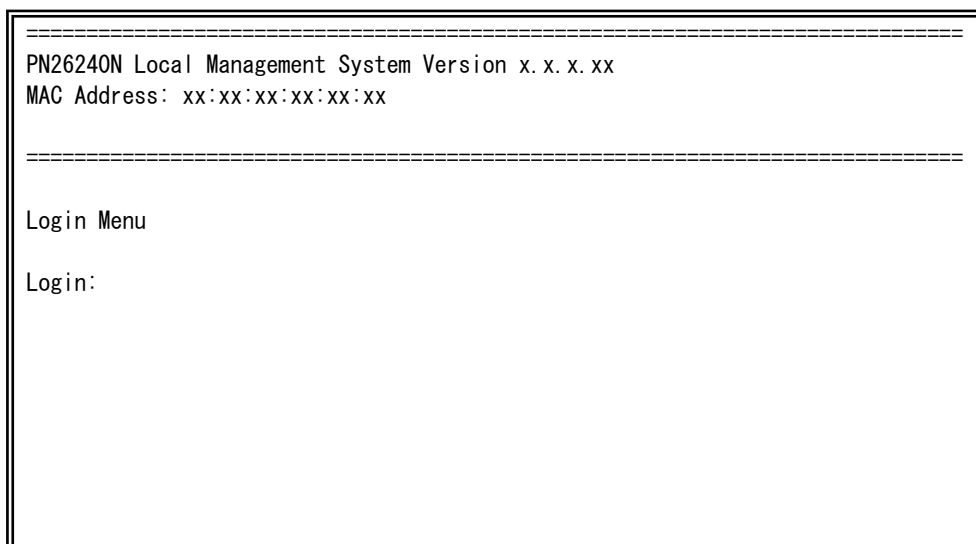 ==============================================================================
PN26240N Local Management System Version x.x.x.xx
MAC Address: xx:xx:xx:xx:xx:xx
==============================================================================
Login Menu
Login: